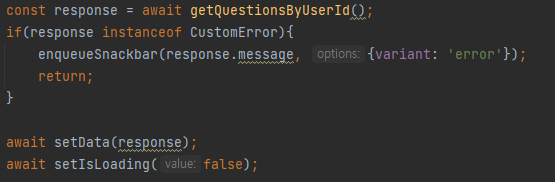 const response = await getQuestionsByUserId();
if(response instanceof CustomError){
enqueueSnackbar(response.message, options: {variant: 'error'});
return;
}
await setData(response);
await setIsLoading( value: false);